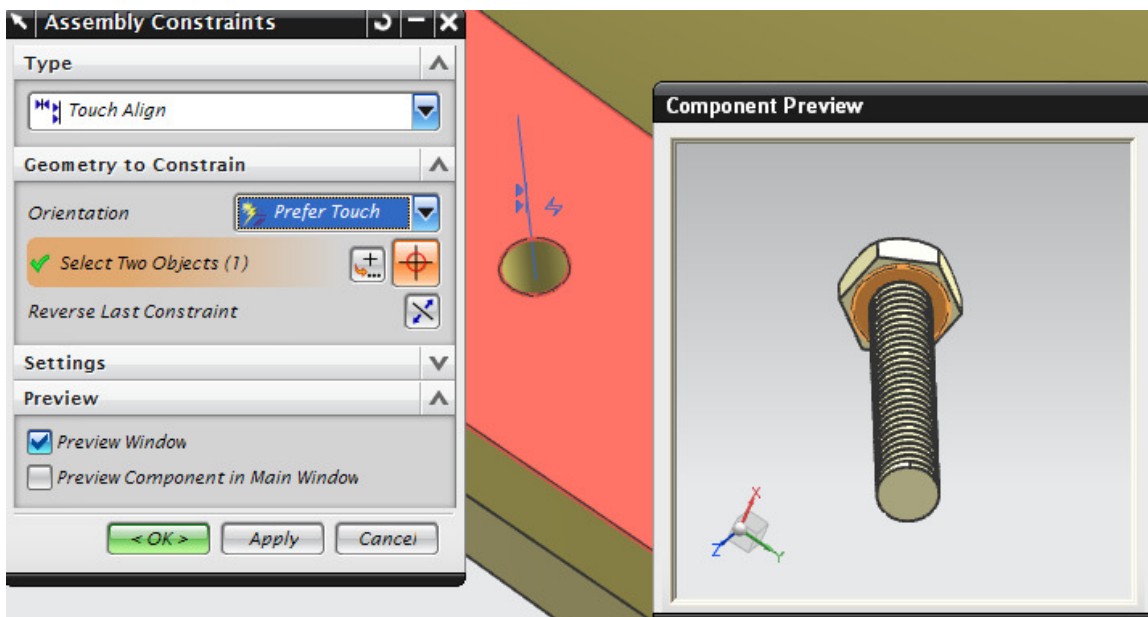 Assembly Constraints
Type
Touch Align
Geometry to Constrain
Orientation
Prefer Touch
Select Two Objects (1)
Reverse Last Constraint
Settings
Preview
Preview Window
Preview Component in Main Window
< OK >
Apply
Cancel
Component Preview
X
Z
Y